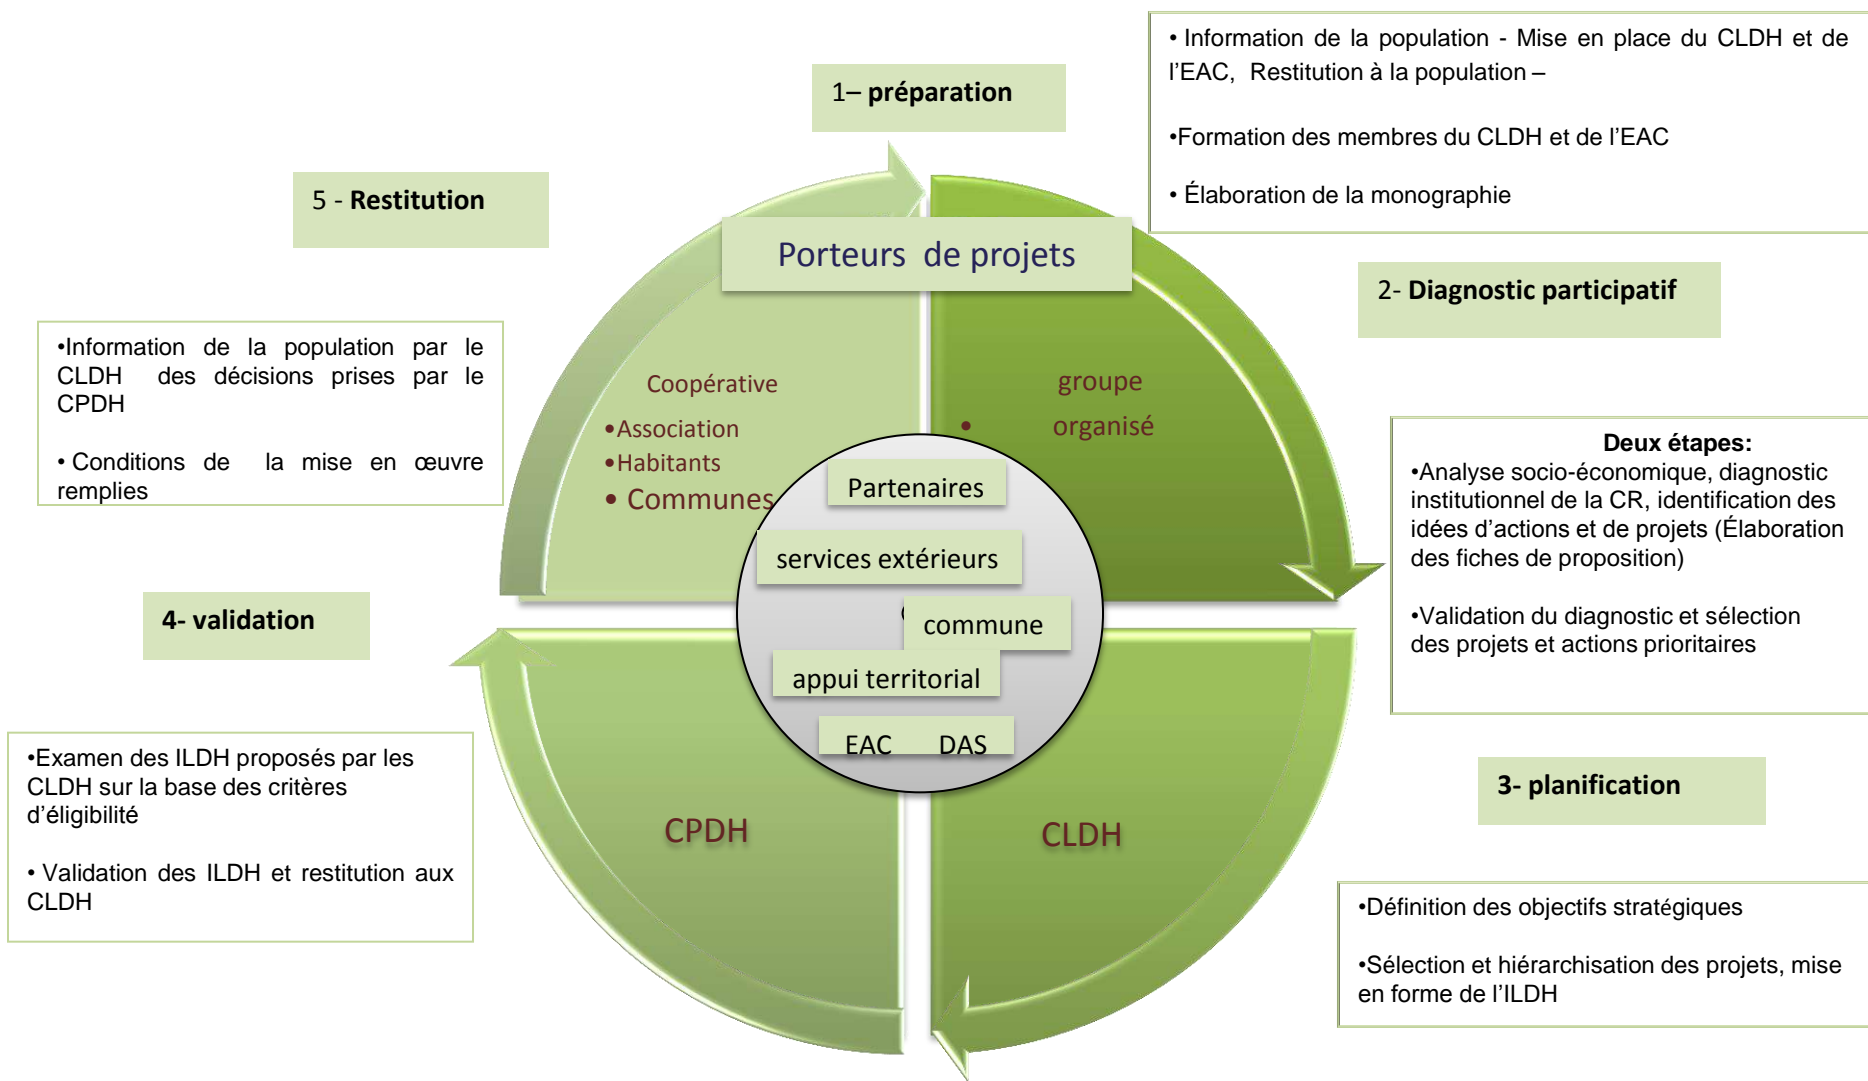 1– préparation
• Information de la population - Mise en place du CLDH et de
l’EAC, Restitution à la population –
•Formation des membres du CLDH et de l’EAC
• Élaboration de la monographie
5 - Restitution
Porteurs de projets
2- Diagnostic participatif
•Information de la population par le
CLDH des décisions prises par le
CPDH
• Conditions de la mise en œuvre
remplies
Coopérative
•Association
•Habitants
• Communes
groupe
• organisé
Deux étapes:
•Analyse socio-économique, diagnostic
institutionnel de la CR, identification des
idées d’actions et de projets (Élaboration
des fiches de proposition)
•Validation du diagnostic et sélection
des projets et actions prioritaires
Partenaires
services extérieurs
commune
appui territorial
EAC DAS
4- validation
•Examen des ILDH proposés par les
CLDH sur la base des critères
d’éligibilité
• Validation des ILDH et restitution aux
CLDH
CPDH
CLDH
3- planification
•Définition des objectifs stratégiques
•Sélection et hiérarchisation des projets, mise
en forme de l’ILDH